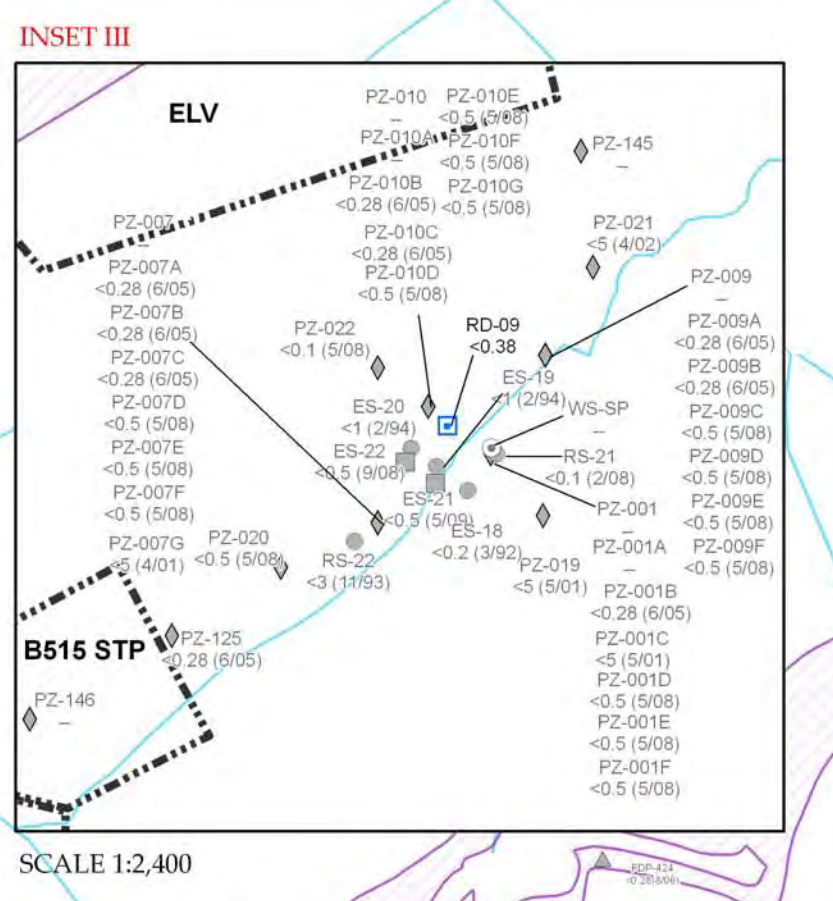 INSET III
ELV
PZ-010
--
PZ-010A
--
PZ-010B
<0.28 (6/05)
PZ-010C
<0.28 (6/05)
PZ-010D
<0.5 (5/08)
PZ-010E
<0.5 (5/08)
PZ-010F
<0.5 (5/08)
PZ-010G
<0.5 (5/08)
PZ-145
--
PZ-021
<5 (4/02)
PZ-007
--
PZ-007A
<0.28 (6/05)
PZ-007B
<0.28 (6/05)
PZ-007C
<0.28 (6/05)
PZ-007D
<0.5 (5/08)
PZ-007E
<0.5 (5/08)
PZ-007F
<0.5 (5/08)
PZ-007G
<5 (4/01)
PZ-022
<0.1 (5/08)
RD-09
<0.38
PZ-009
--
PZ-009A
<0.28 (6/05)
PZ-009B
<0.28 (6/05)
PZ-009C
<0.5 (5/08)
PZ-009D
<0.5 (5/08)
PZ-009E
<0.5 (5/08)
PZ-009F
<0.5 (5/08)
ES-19
<1 (2/94)
ES-20
<1 (2/94)
WS-SP
--
ES-22
<0.5 (9/08)
RS-21
<0.1 (2/08)
ES-21
<0.5 (5/09)
ES-18
<0.2 (3/92)
PZ-001
--
PZ-001A
--
PZ-001B
<0.28 (6/05)
PZ-001C
<5 (5/01)
PZ-001D
<0.5 (5/08)
PZ-001E
<0.5 (5/08)
PZ-001F
<0.5 (5/08)
PZ-020
<0.5 (5/08)
RS-22
<3 (11/93)
PZ-019
<5 (5/01)
B515 STP
PZ-125
<0.28 (6/05)
PZ-146
--
SCALE 1:2,400